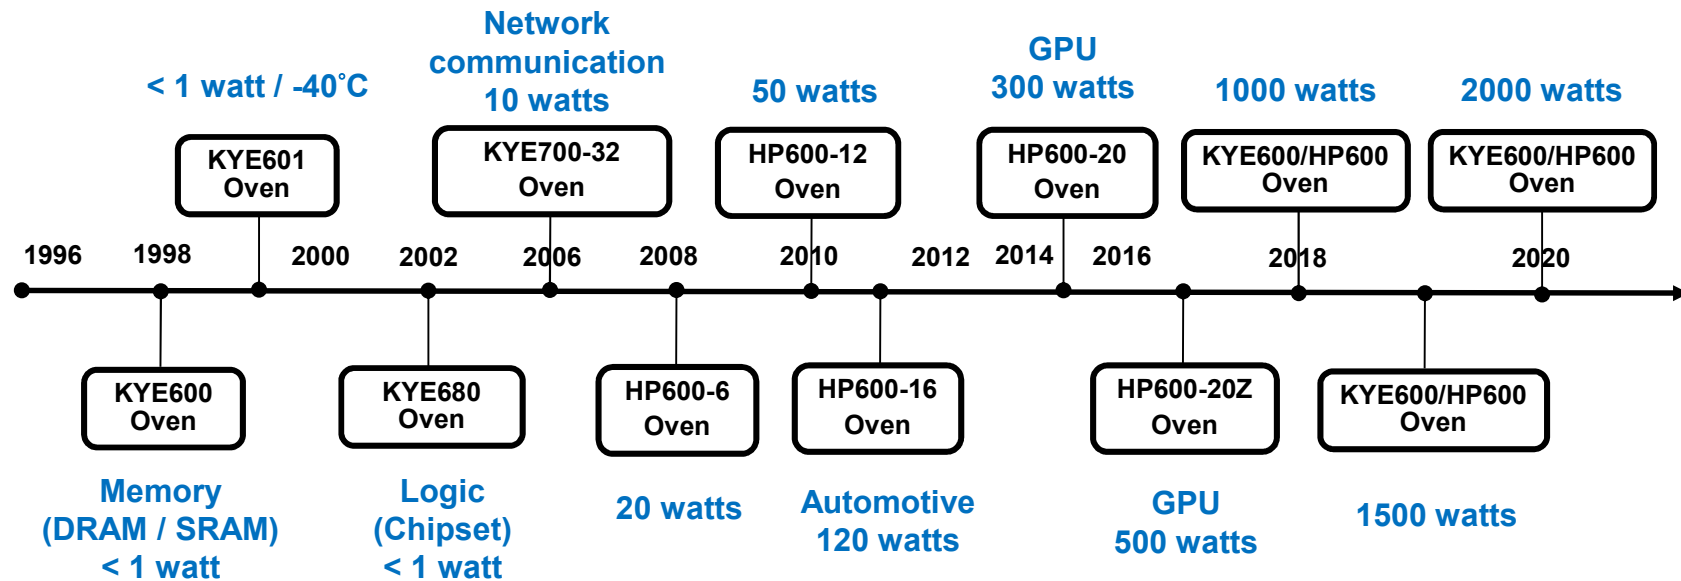 Network
communication
10 watts
GPU
300 watts
< 1 watt / -40°C
50 watts
1000 watts
2000 watts
KYE601
Oven
KYE700-32
Oven
HP600-12
Oven
HP600-20
Oven
KYE600/HP600
Oven
KYE600/HP600
Oven
1996
1998
2000
2002
2006
2008
2010
2012
2014
2016
2018
2020
KYE600
Oven
KYE680
Oven
HP600-6
Oven
HP600-16
Oven
HP600-20Z
Oven
KYE600/HP600
Oven
Memory
(DRAM / SRAM)
< 1 watt
Logic
(Chipset)
< 1 watt
20 watts
Automotive
120 watts
GPU
500 watts
1500 watts